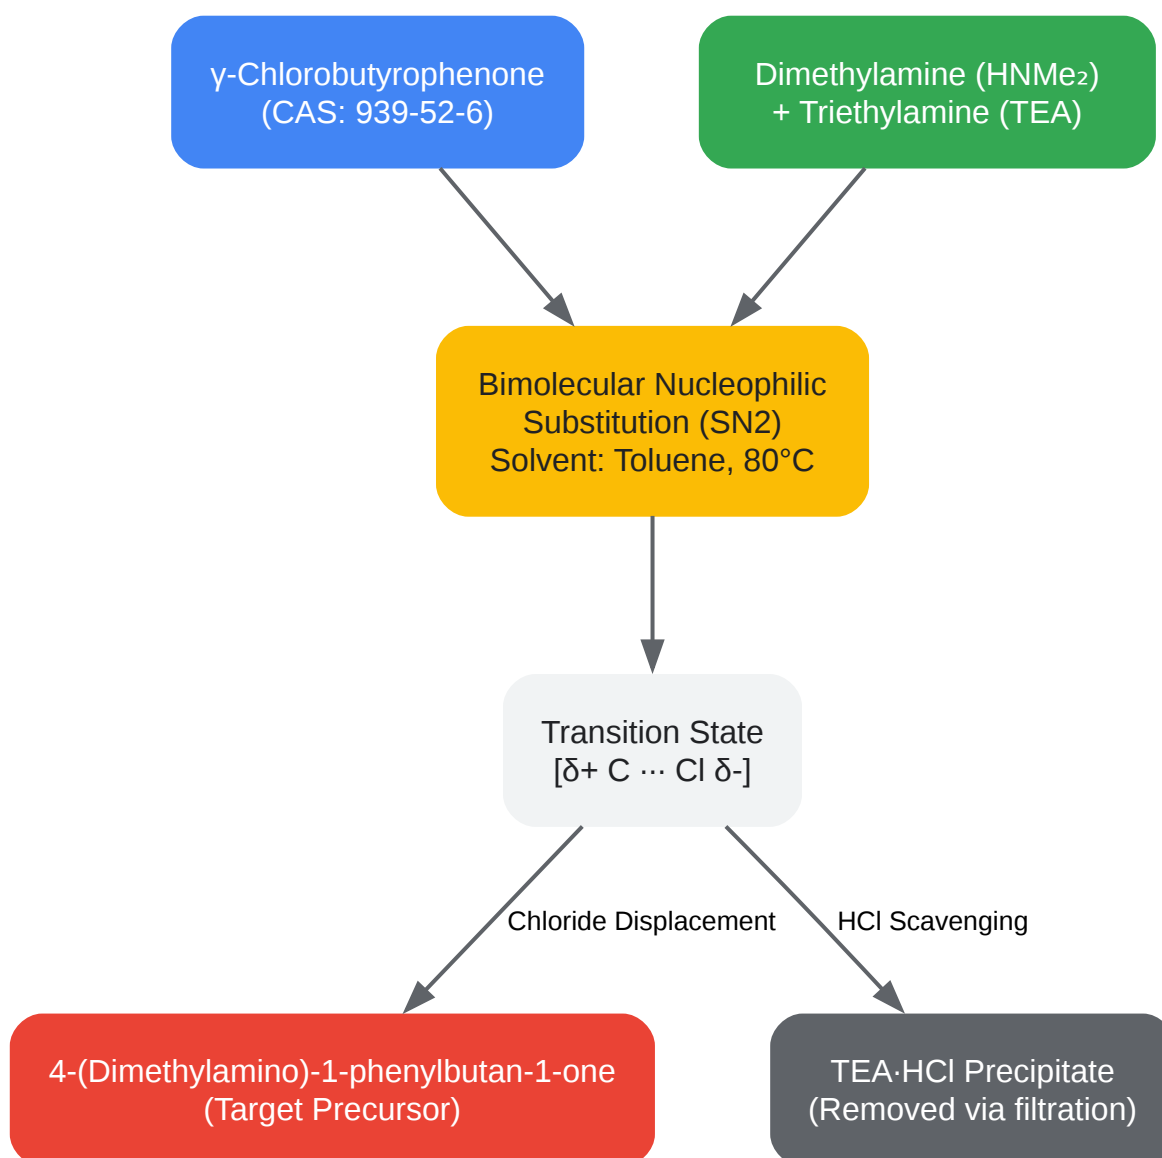 γ-Chlorobutyrophenone
(CAS: 939-52-6)
Dimethylamine (HNMe₂)
+ Triethylamine (TEA)
Bimolecular Nucleophilic
Substitution (SN2)
Solvent: Toluene, 80°C
Transition State
[δ+ C ··· Cl δ-]
Chloride Displacement
HCl Scavenging
4-(Dimethylamino)-1-phenylbutan-1-one
(Target Precursor)
TEA·HCl Precipitate
(Removed via filtration)